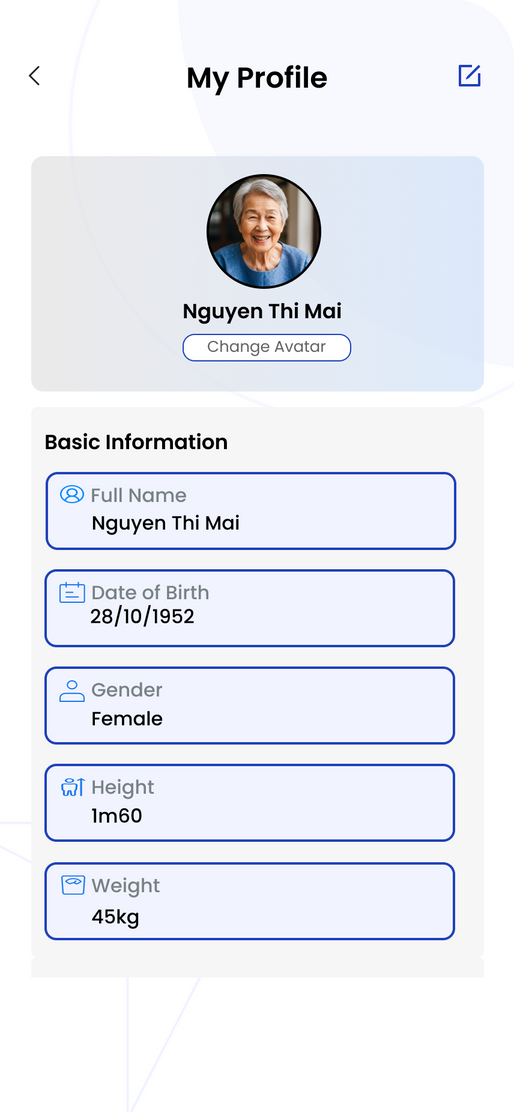 My Profile
Nguyen Thi Mai
Change Avatar
Basic Information
Full Name
Nguyen Thi Mai
Date of Birth
28/10/1952
Gender
Female
Height
1m60
Weight
45kg